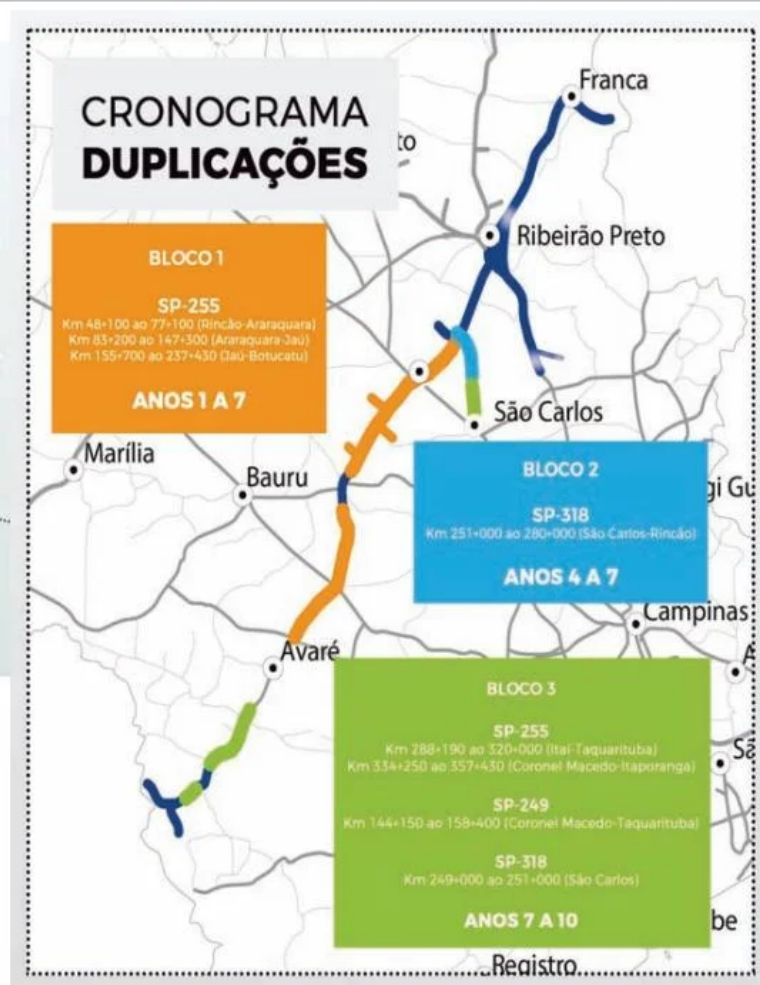 CRONOGRAMA
DUPLICAÇÕES
to
Franca
Ribeirão Preto
BLOCO 1
SP-255
Km 48+100 ao 77+100 (Rincão-Araraquara)
Km 83+200 ao 147+300 (Araraquara-Jaú)
Km 155+700 ao 237+430 (Jaú-Botucatu)
ANOS 1 A 7
São Carlos
Marília
Bauru
BLOCO 2
SP-318
Km 251+000 ao 280+000 (São Carlos-Rincão)
ANOS 4 A 7
gi Gu
Campinas
A
Avaré
BLOCO 3
SP-255
Km 288+190 ao 320+000 (Itaí-Taquarituba)
Km 334+250 ao 357+430 (Coronel Macedo-Itaporanga)
SP-249
Km 144+150 ao 158+400 (Coronel Macedo-Taquarituba)
SP-318
Km 249+000 ao 251+000 (São Carlos)
ANOS 7 A 10
Sã
be
Registro